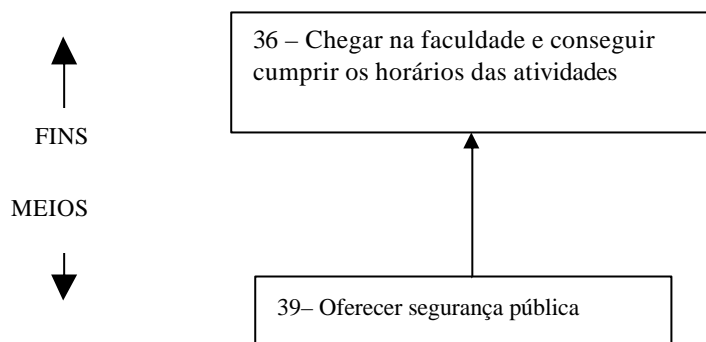 36 – Chegar na faculdade e conseguir
cumprir os horários das atividades
FINS
MEIOS
39– Oferecer segurança pública